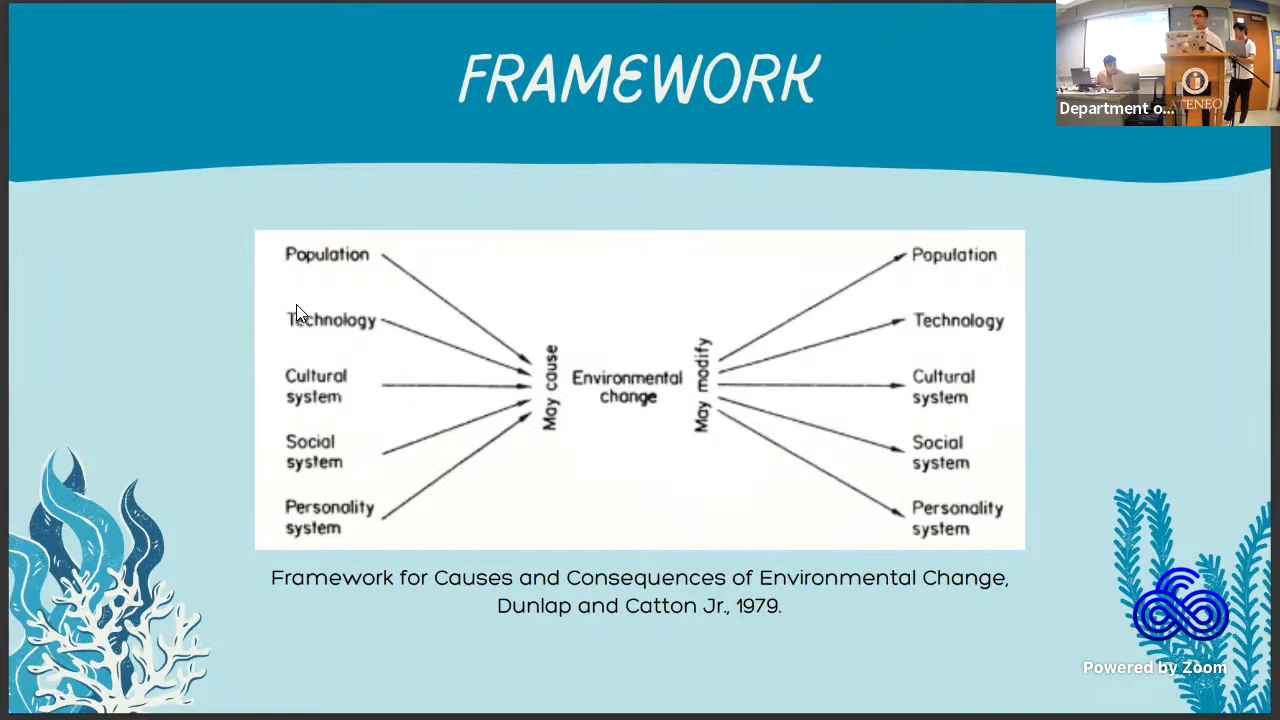 FRAMEWORK
Department o...
ATENEO
Population
Technology
Cultural
system
Social
system
Personality
system
May cause
Environmental
change
May modify
Population
Technology
Cultural
system
Social
system
Personality
system
Framework for Causes and Consequences of Environmental Change,
Dunlap and Catton Jr., 1979.
Powered by Zoom